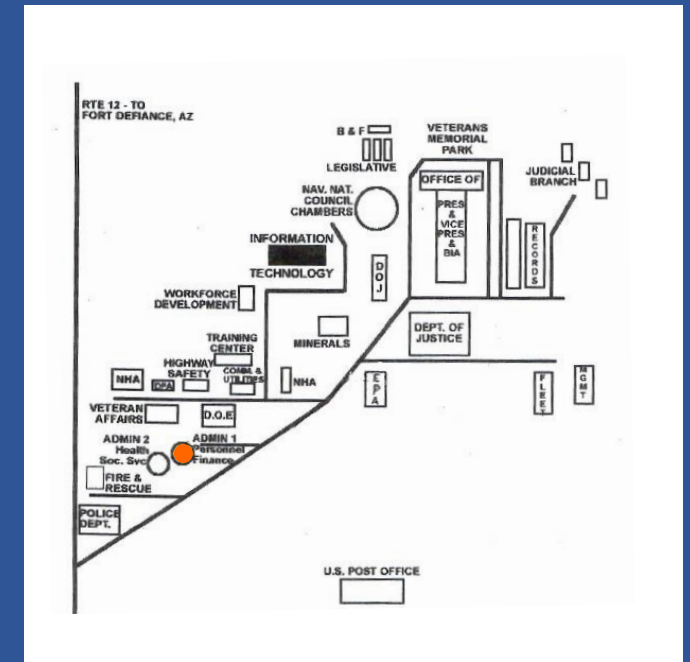 RTE 12 - TO
FORT DEFIANCE, AZ
B & F
LEGISLATIVE
VETERANS
MEMORIAL
PARK
OFFICE OF
PRES
&
VICE
PRES
&
BIA
JUDICIAL
BRANCH
NAV. NAT.
COUNCIL
CHAMBERS
RECORDS
INFORMATION
TECHNOLOGY
DOJ
WORKFORCE
DEVELOPMENT
MINERALS
DEPT. OF
JUSTICE
TRAINING
CENTER
HIGHWAY
SAFETY
COMM. &
UTILITIES
NHA
DPA
NHA
EPA
FLEET
MGMT
VETERAN
AFFAIRS
D.O.E
ADMIN 2
Health
Soc. Svc
ADMIN 1
Personnel
Finance
FIRE &
RESCUE
POLICE
DEPT.
U.S. POST OFFICE